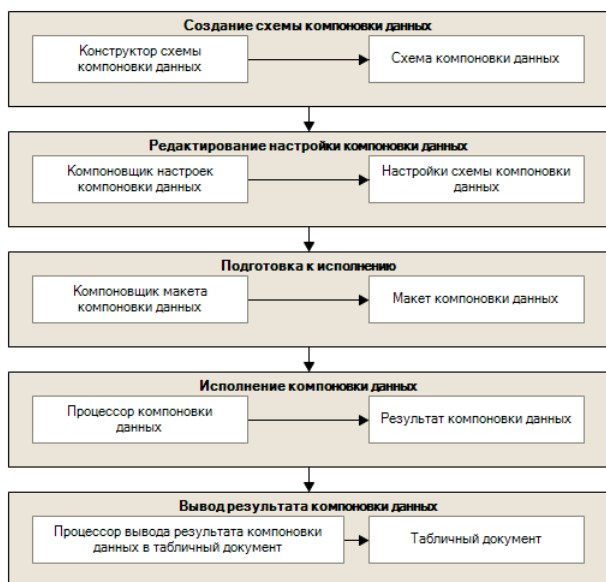 Создание схемы компоновки данных
Конструктор схемы
компоновки данных
Схема компоновки данных
Редактирование настройки компоновки данных
Компоновщик настроек
компоновки данных
Настройки схемы компоновки
данных
Подготовка к исполнению
Компоновщик макета
компоновки данных
Макет компоновки данных
Исполнение компоновки данных
Процессор компоновки
данных
Результат компоновки данных
Вывод результата компоновки данных
Процессор вывода результата компоновки
данных в табличный документ
Табличный документ